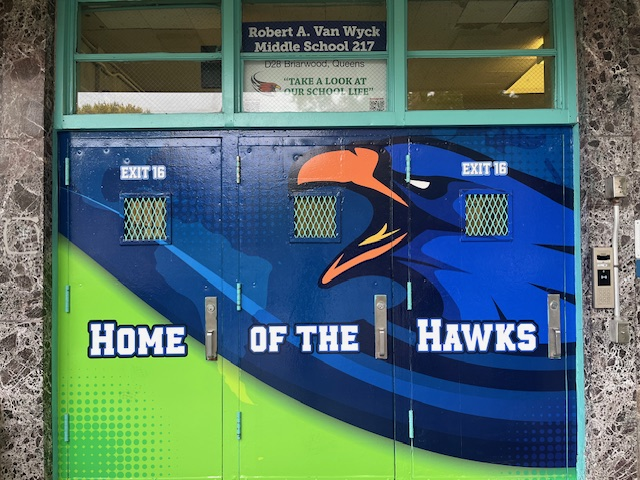 Robert A. Van Wyck
Middle School 217
D28 Briarwood, Queens
"TAKE A LOOK AT
OUR SCHOOL LIFE"
EXIT 16
EXIT 16
HOME OF THE HAWKS